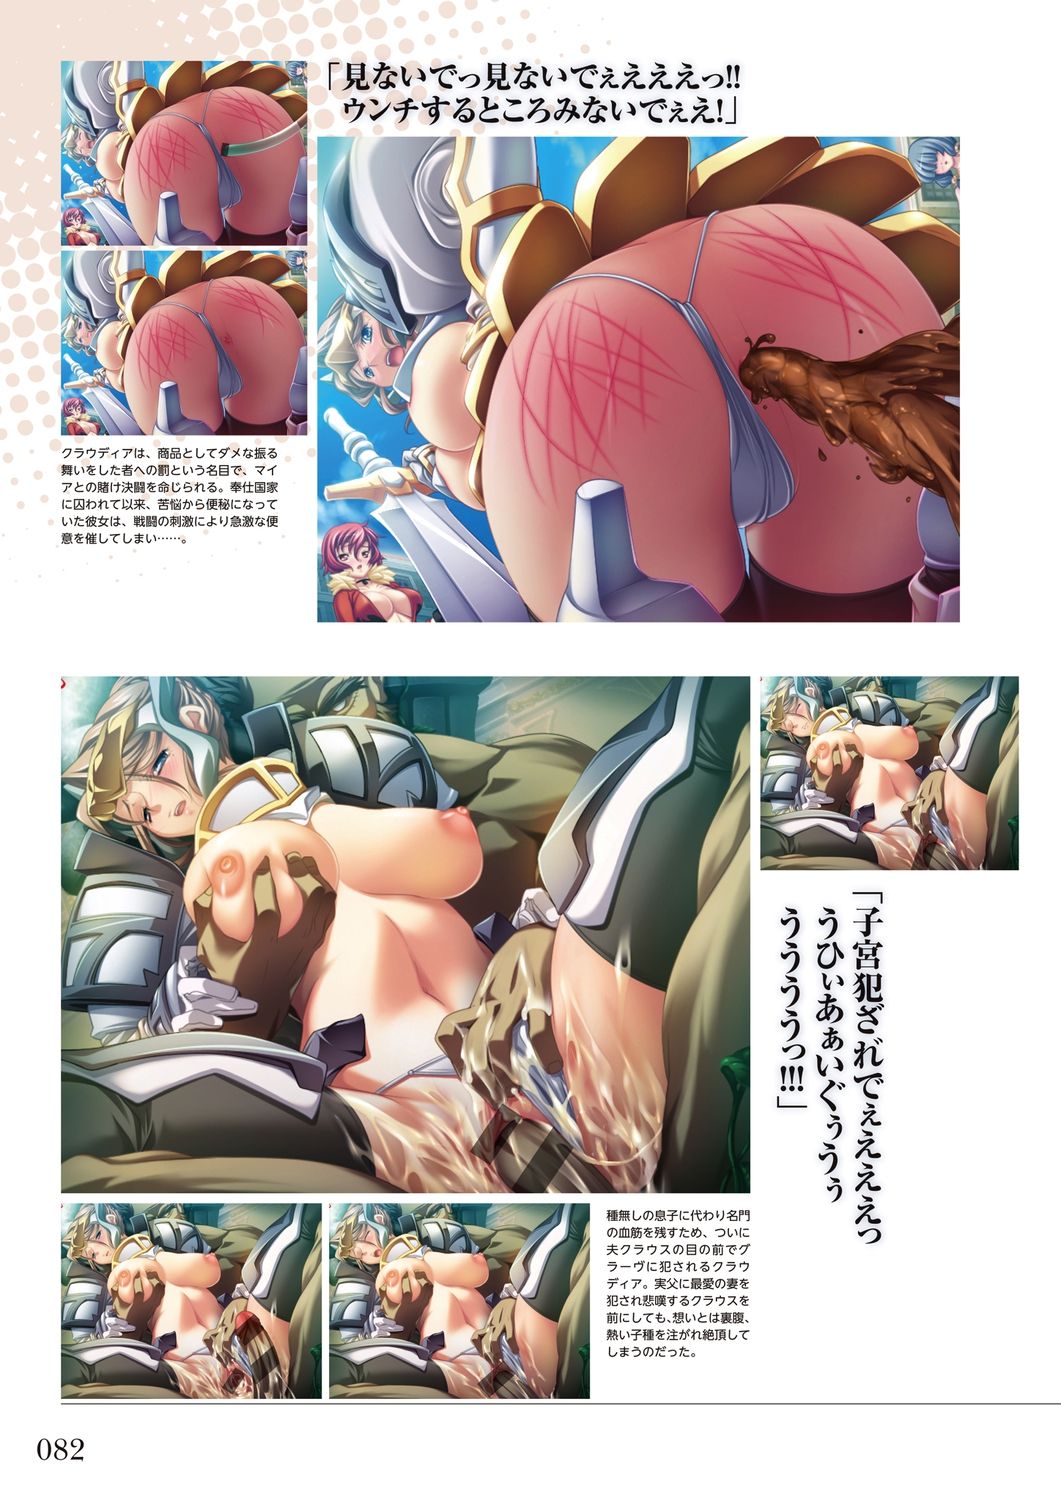 「見ないでっ見ないでぇええええっ!!
ウンチするところみないでぇえ!」
クラウディアは、商品としてダメな振る
舞いをした者への罰という名目で、マイ
アとの賭け決闘を命じられる。奉仕国家
に囚われて以来、苦悩から便秘になって
いた彼女は、戦闘の刺激により急激な便
意を催してしまい……。
「子宮犯ざれでぇえええぇっ
うひぃあぁいぐぅうぅ
うううううっ!!!」
種無しの息子に代わり名門
の血筋を残すため、ついに
夫クラウスの目の前でグ
ラーヴに犯されるクラウ
ディア。実父に最愛の妻を
犯され悲嘆するクラウスを
前にしても、想いとは裏腹、
熱い子種を注がれ絶頂して
しまうのだった。
082